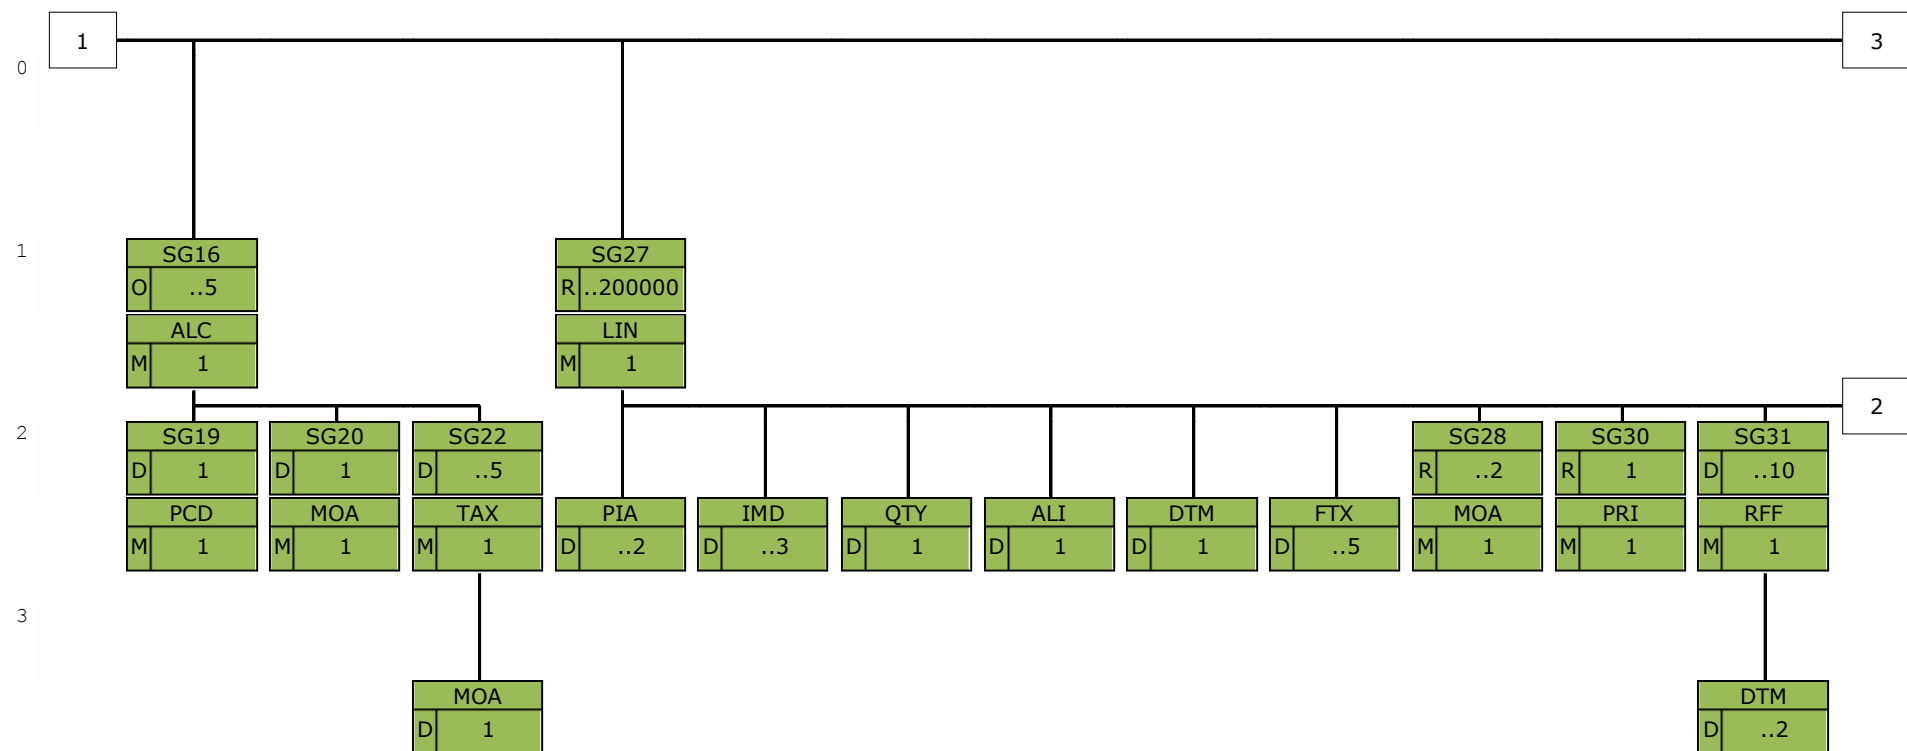 1 3
0
1 SG16 SG27
O ..5 R ..200000
ALC LIN
M 1 M 1
2
2 SG19 SG20 SG22 SG28 SG30 SG31
D 1 D 1 D ..5 R ..2 R 1 D ..10
PCD MOA TAX PIA IMD QTY ALI DTM FTX MOA PRI RFF
M 1 M 1 M 1 D ..2 D ..3 D 1 D 1 D 1 D ..5 M 1 M 1 M 1
3
MOA DTM
D 1 D ..2